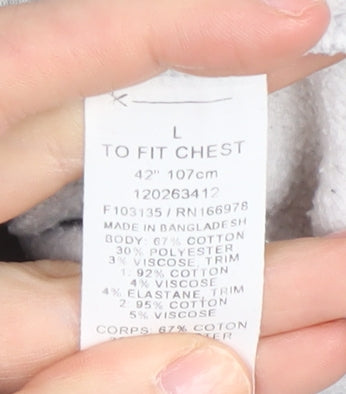 L
TO FIT CHEST
42" 107cm
120263412
F103135 / RN166978
MADE IN BANGLADESH
BODY: 67% COTTON
30% POLYESTER
3% VISCOSE, TRIM
1: 92% COTTON
4% VISCOSE
4% ELASTANE, TRIM
2: 95% COTTON
5% VISCOSE
CORPS: 67% COTON